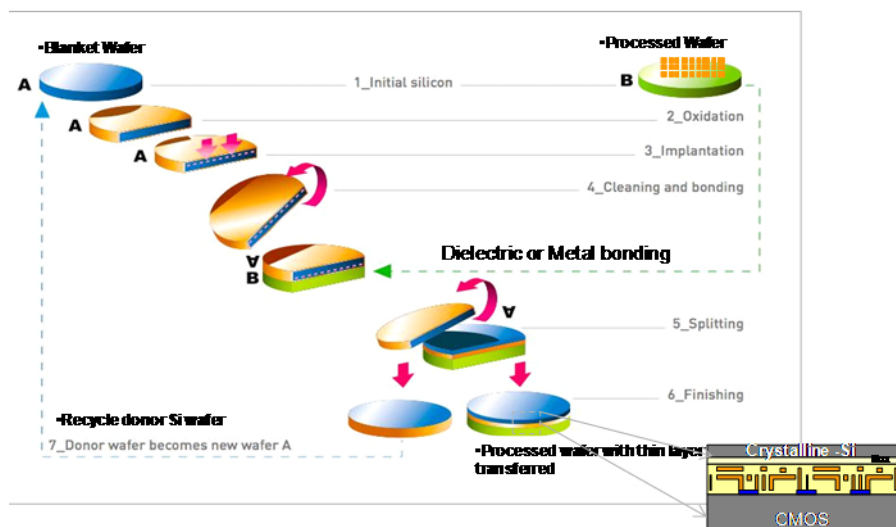 ▪Blanket Wafer
▪Processed Wafer
A
1_Initial silicon
B
2_Oxidation
A
3_Implantation
A
4_Cleaning and bonding
Dielectric or Metal bonding
A
B
A
5_Splitting
6_Finishing
▪Recycle donor Si wafer
7_Donor wafer becomes new wafer A
▪Processed wafer with thin layer
transferred
Crystalline -Si
CMOS